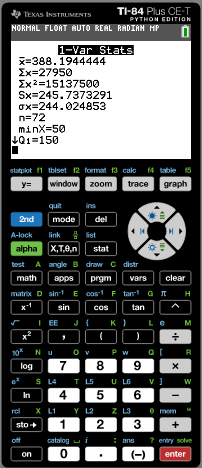 TEXAS INSTRUMENTS TI-84 Plus CE-T
PYTHON EDITION
NORMAL FLOAT AUTO REAL RADIAN MP
1-Var Stats
x̄=388.1944444
Σx=27950
Σx²=15137500
Sx=245.7373291
σx=244.024853
n=72
minX=50
↓Q₁=150
statplot f1 tblset f2 format f3 calc f4 table f5
y= window zoom trace graph
quit ins
2nd mode del
A-lock link list
alpha X,T,θ,n stat
test A angle B draw C distr
math apps prgm vars clear
matrix D sin⁻¹ E cos⁻¹ F tan⁻¹ G π H
x⁻¹ sin cos tan ^
√ I EE J { K } L e M
x² , ( ) ÷
10ˣ N u O v P w Q [ R
log 7 8 9 ×
eˣ S L4 T L5 U L6 V ] W
ln 4 5 6 −
rcl X L1 Y L2 Z L3 θ mem "
sto→ 1 2 3 +
off catalog ⎵ i : ans ? entry solve
on 0 . (−) enter